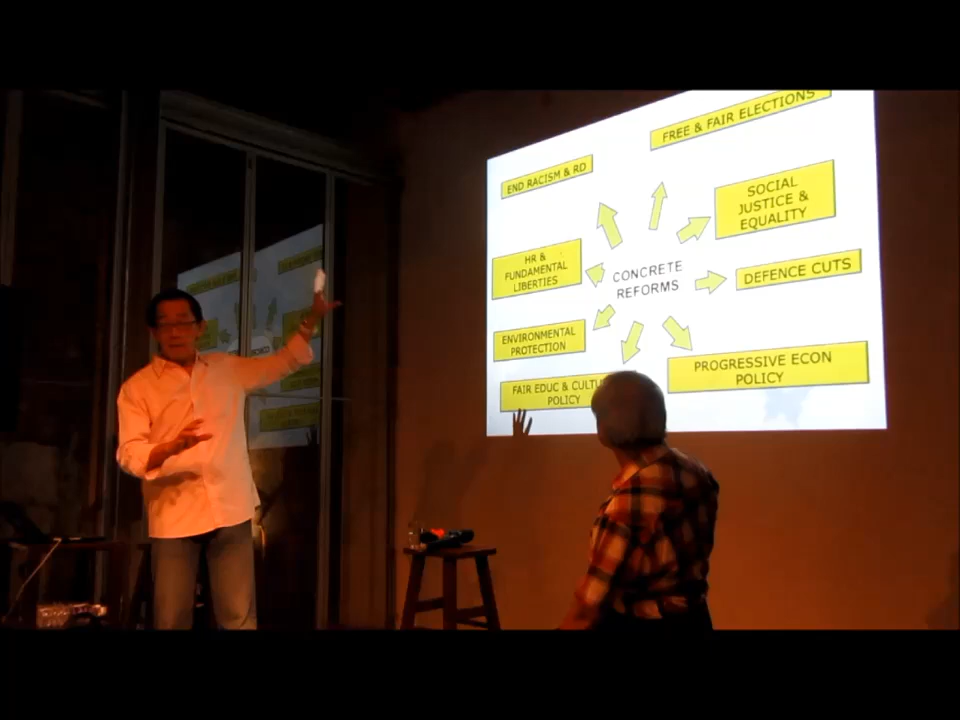 FREE & FAIR ELECTIONS
END RACISM & RD
SOCIAL
JUSTICE &
EQUALITY
HR &
FUNDAMENTAL
LIBERTIES
CONCRETE
REFORMS
DEFENCE CUTS
ENVIRONMENTAL
PROTECTION
PROGRESSIVE ECON
POLICY
FAIR EDUC &
POLICY